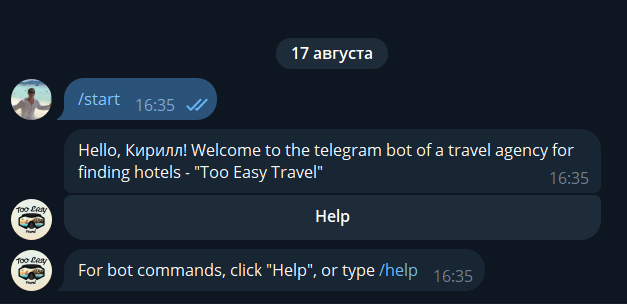 17 августа
/start 16:35
Hello, Кирилл! Welcome to the telegram bot of a travel agency for
finding hotels - "Too Easy Travel"
16:35
Help
TOO EASY
Travel
For bot commands, click "Help", or type /help 16:35
TOO EASY
Travel